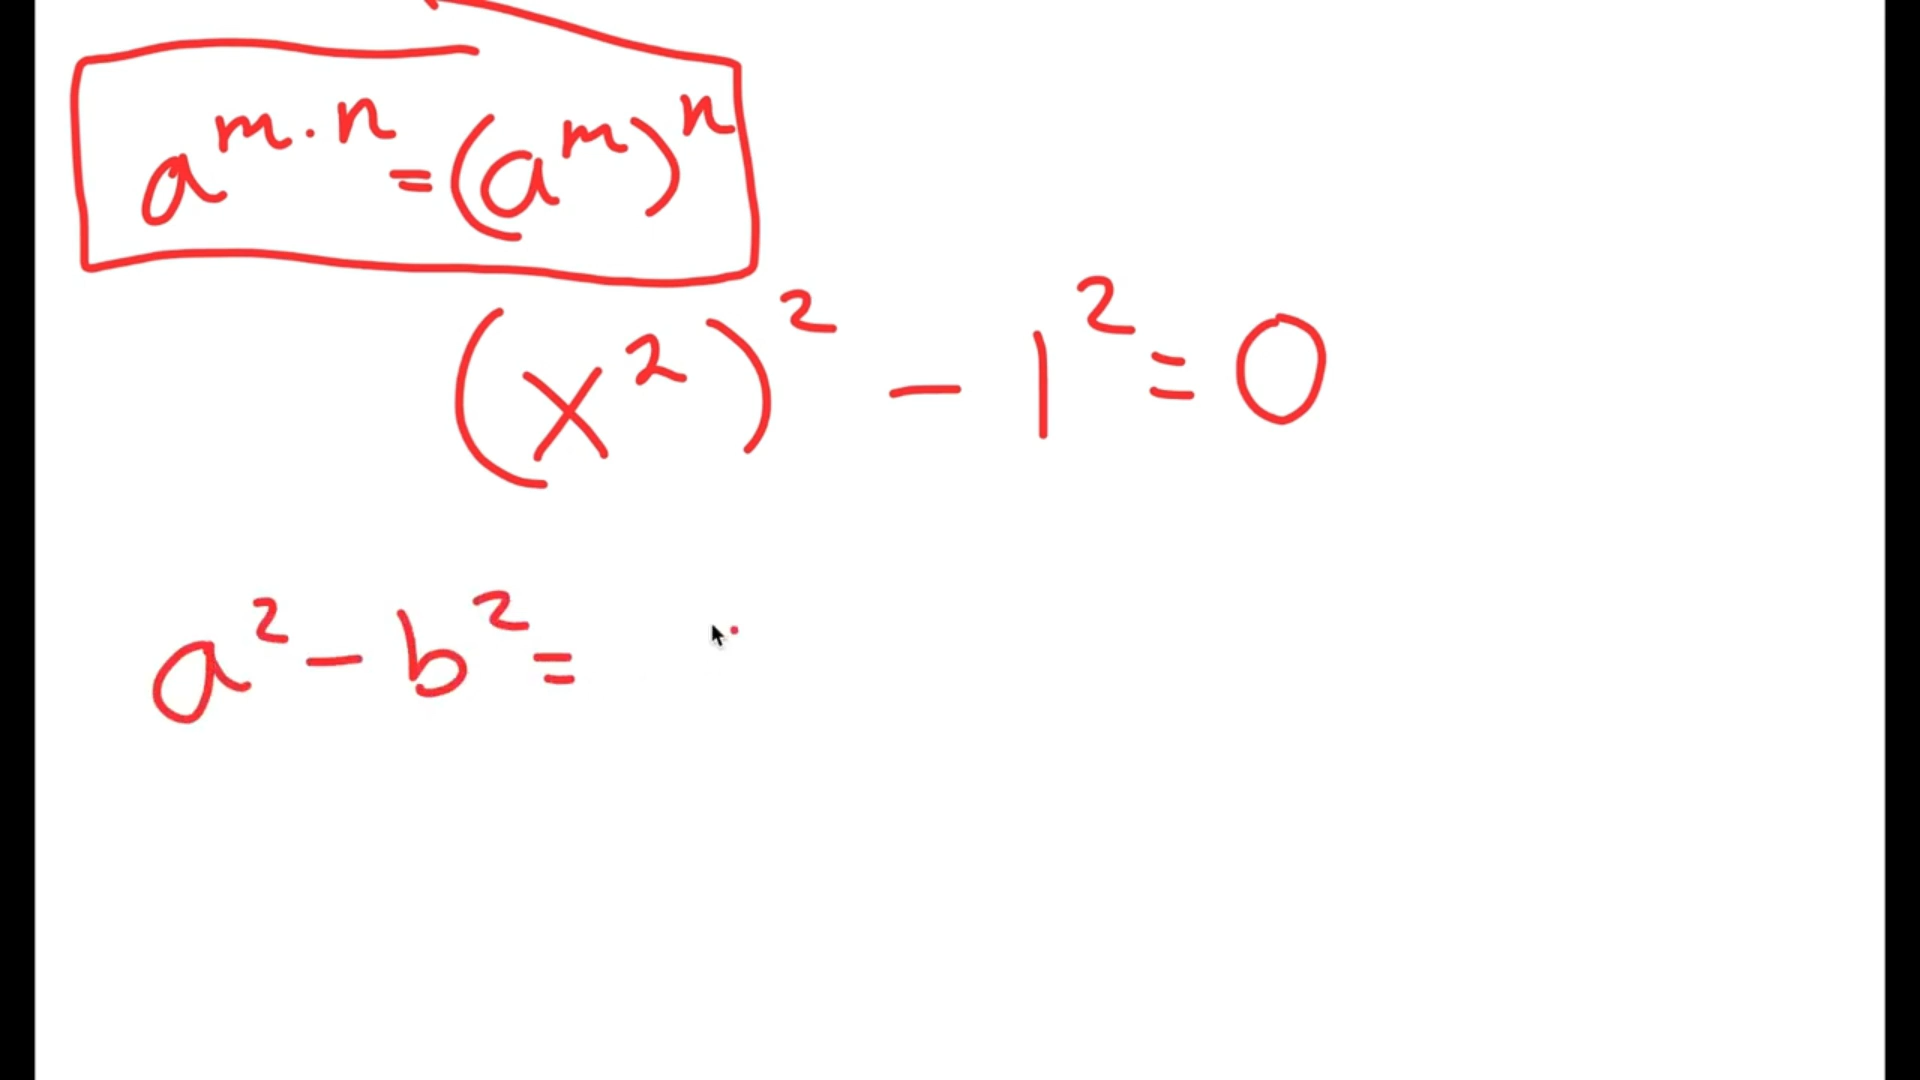 a^{m·n} = (a^m)^n
(x^2)^2 - 1^2 = 0
a^2 - b^2 =